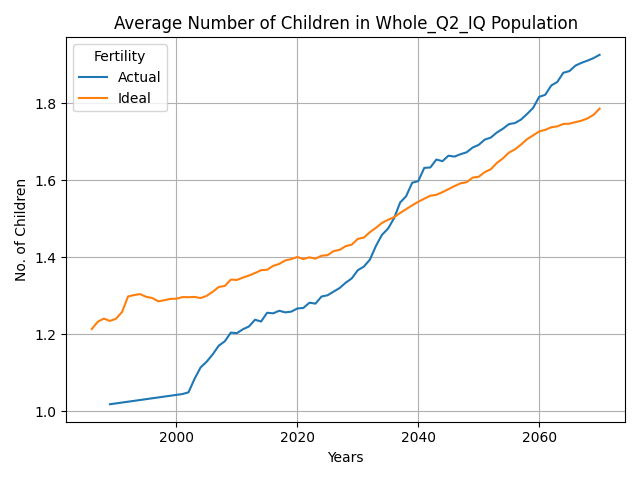 Average Number of Children in Whole_Q2_IQ Population
Fertility
Actual
Ideal
1.8
1.6
1.4
1.2
1.0
No. of Children
2000 2020 2040 2060
Years